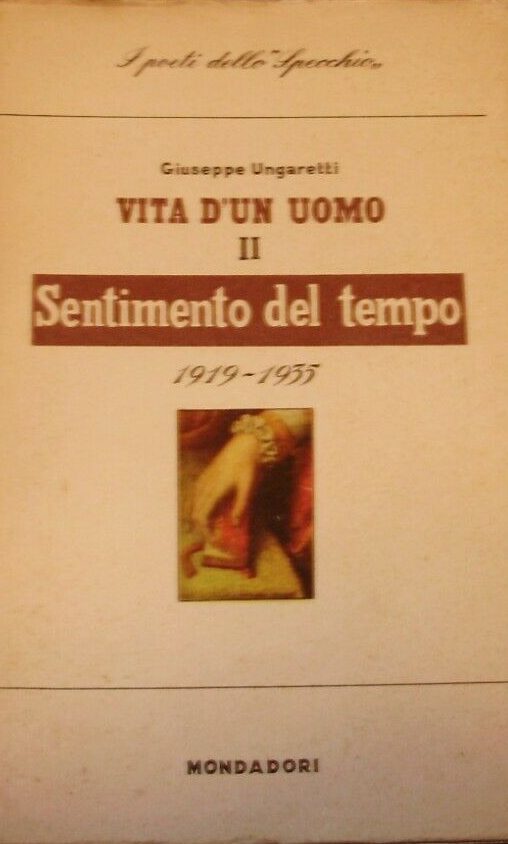 I poeti dello "Specchio"
Giuseppe Ungaretti
VITA D'UN UOMO
II
Sentimento del tempo
1919-1935
MONDADORI